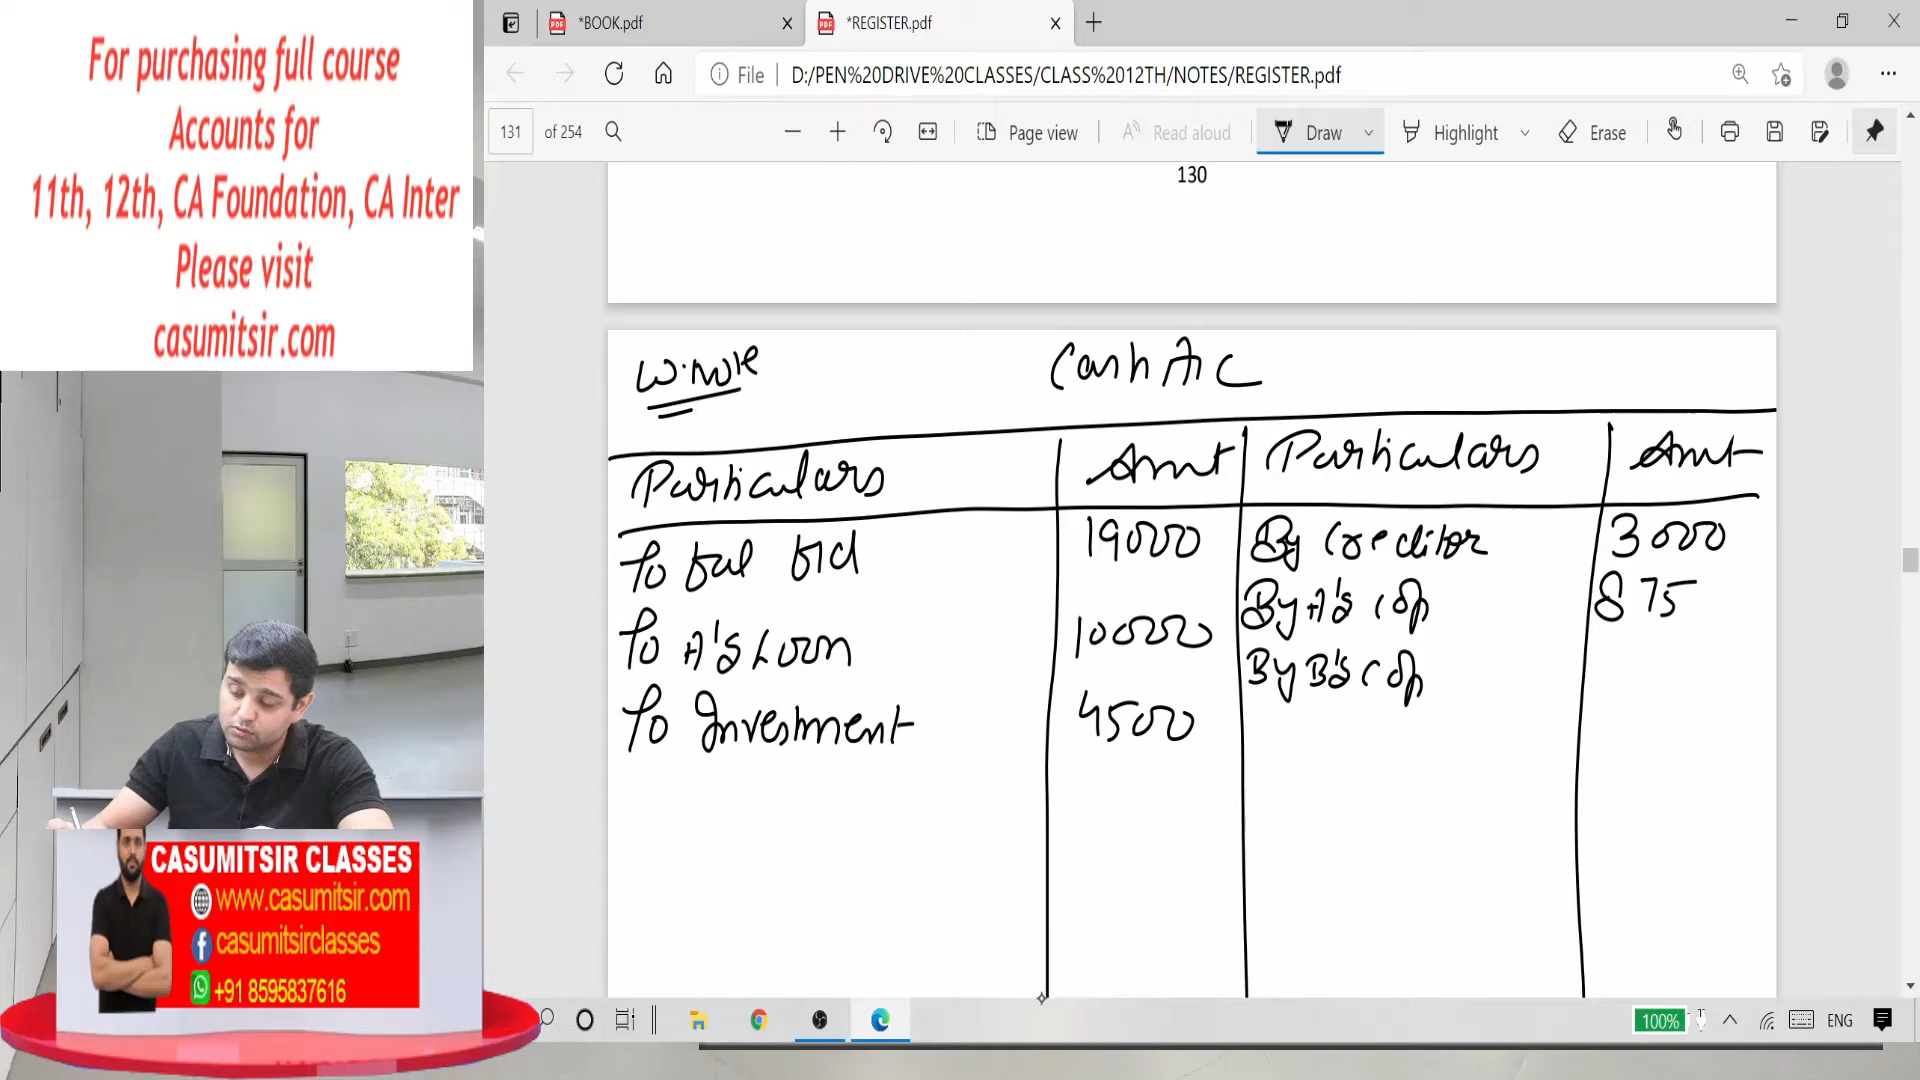 For purchasing full course
Accounts for
11th, 12th, CA Foundation, CA Inter
Please visit
casumitsir.com
*BOOK.pdf
*REGISTER.pdf
File
D:/PEN%20DRIVE%20CLASSES/CLASS%2012TH/NOTES/REGISTER.pdf
131 of 254
Page view
Read aloud
Draw
Highlight
Erase
130
W.Note
Cash A/c
Particulars Amt Particulars Amt
To Bal b/d 19000 By Creditor 3000
To A's Loan 10000 By A's Cap 875
To Investment 4500 By B's Cap
CASUMITSIR CLASSES
www.casumitsir.com
casumitsirclasses
+91 8595837616
100%
ENG